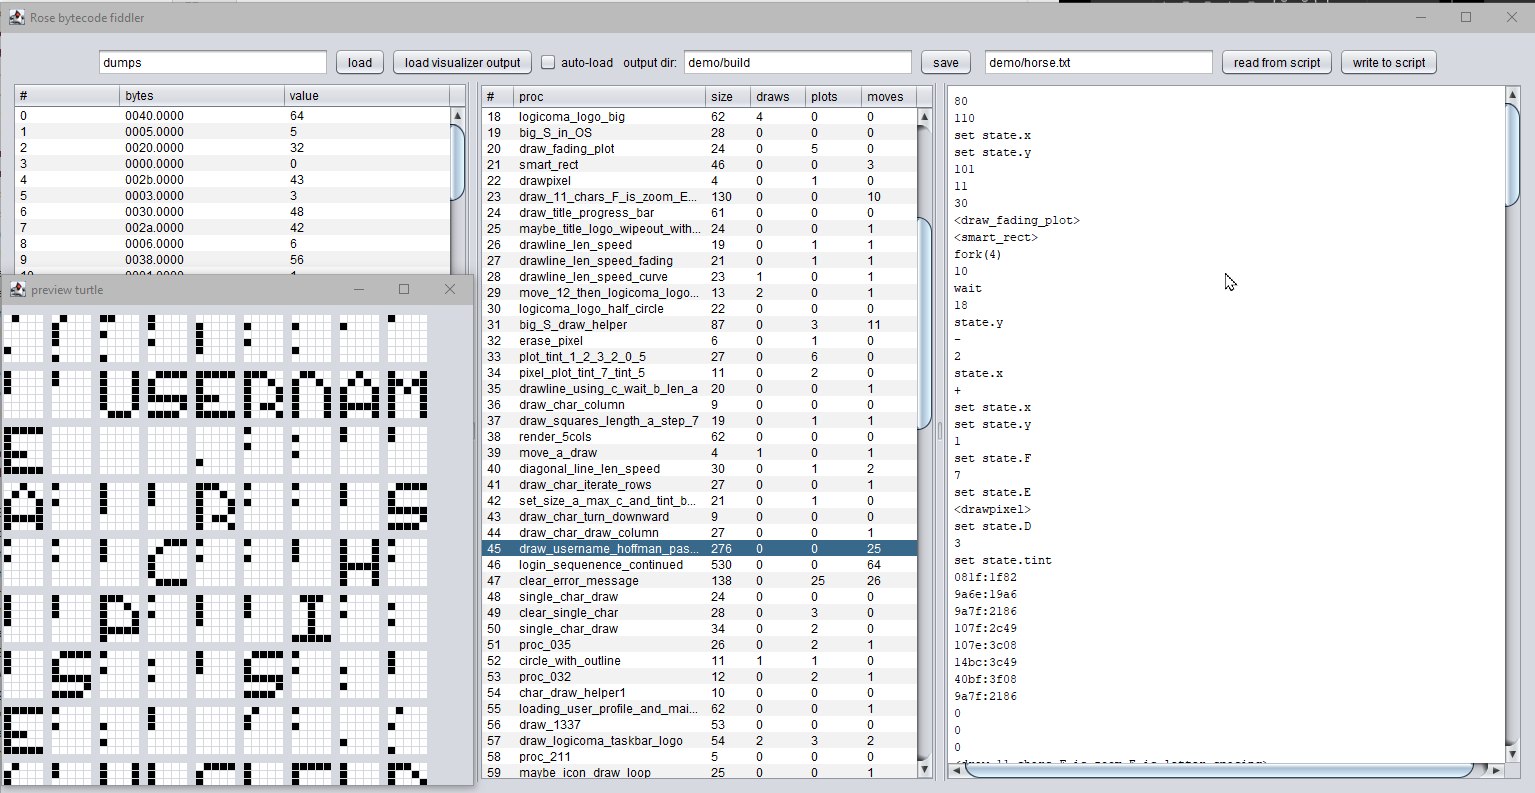 Rose bytecode fiddler
dumps load load visualizer output auto-load output dir: demo/build save demo/horse.txt read from script write to script
# bytes value
0 0040.0000 64
1 0005.0000 5
2 0020.0000 32
3 0000.0000 0
4 002b.0000 43
5 0003.0000 3
6 0030.0000 48
7 002a.0000 42
8 0006.0000 6
9 0038.0000 56
preview turtle
USERNAM
E
A R S
C H
P I
S S
E
# proc size draws plots moves
18 logicoma_logo_big 62 4 0 0
19 big_S_in_OS 28 0 0 0
20 draw_fading_plot 24 0 5 0
21 smart_rect 46 0 0 3
22 drawpixel 4 0 1 0
23 draw_11_chars_F_is_zoom_E... 130 0 0 10
24 draw_title_progress_bar 61 0 0 0
25 maybe_title_logo_wipeout_with... 24 0 0 1
26 drawline_len_speed 19 0 1 1
27 drawline_len_speed_fading 21 0 1 1
28 drawline_len_speed_curve 23 1 0 1
29 move_12_then_logicoma_logo... 13 2 0 1
30 logicoma_logo_half_circle 22 0 0 0
31 big_S_draw_helper 87 0 3 11
32 erase_pixel 6 0 1 0
33 plot_tint_1_2_3_2_0_5 27 0 6 0
34 pixel_plot_tint_7_tint_5 11 0 2 0
35 drawline_using_c_wait_b_len_a 20 0 0 1
36 draw_char_column 9 0 0 0
37 draw_squares_length_a_step_7 19 0 1 1
38 render_5cols 62 0 0 0
39 move_a_draw 4 1 0 1
40 diagonal_line_len_speed 30 0 1 2
41 draw_char_iterate_rows 27 0 0 1
42 set_size_a_max_c_and_tint_b... 21 0 1 0
43 draw_char_turn_downward 9 0 0 0
44 draw_char_draw_column 27 0 0 1
45 draw_username_hoffman_pas... 276 0 0 25
46 login_sequenence_continued 530 0 0 64
47 clear_error_message 138 0 25 26
48 single_char_draw 24 0 0 0
49 clear_single_char 28 0 3 0
50 single_char_draw 34 0 2 0
51 proc_035 26 0 2 1
52 circle_with_outline 11 1 1 0
53 proc_032 12 0 2 1
54 char_draw_helper1 10 0 0 0
55 loading_user_profile_and_mai... 62 0 0 1
56 draw_1337 53 0 0 0
57 draw_logicoma_taskbar_logo 54 2 3 2
58 proc_211 5 0 0 0
59 maybe_icon_draw_loop 25 0 0 1
80
110
set state.x
set state.y
101
11
30
<draw_fading_plot>
<smart_rect>
fork(4)
10
wait
18
state.y
-
2
state.x
+
set state.x
set state.y
1
set state.F
7
set state.E
<drawpixel>
set state.D
3
set state.tint
081f:1f82
9a6e:19a6
9a7f:2186
107f:2c49
107e:3c08
14bc:3c49
40bf:3f08
9a7f:2186
0
0
0